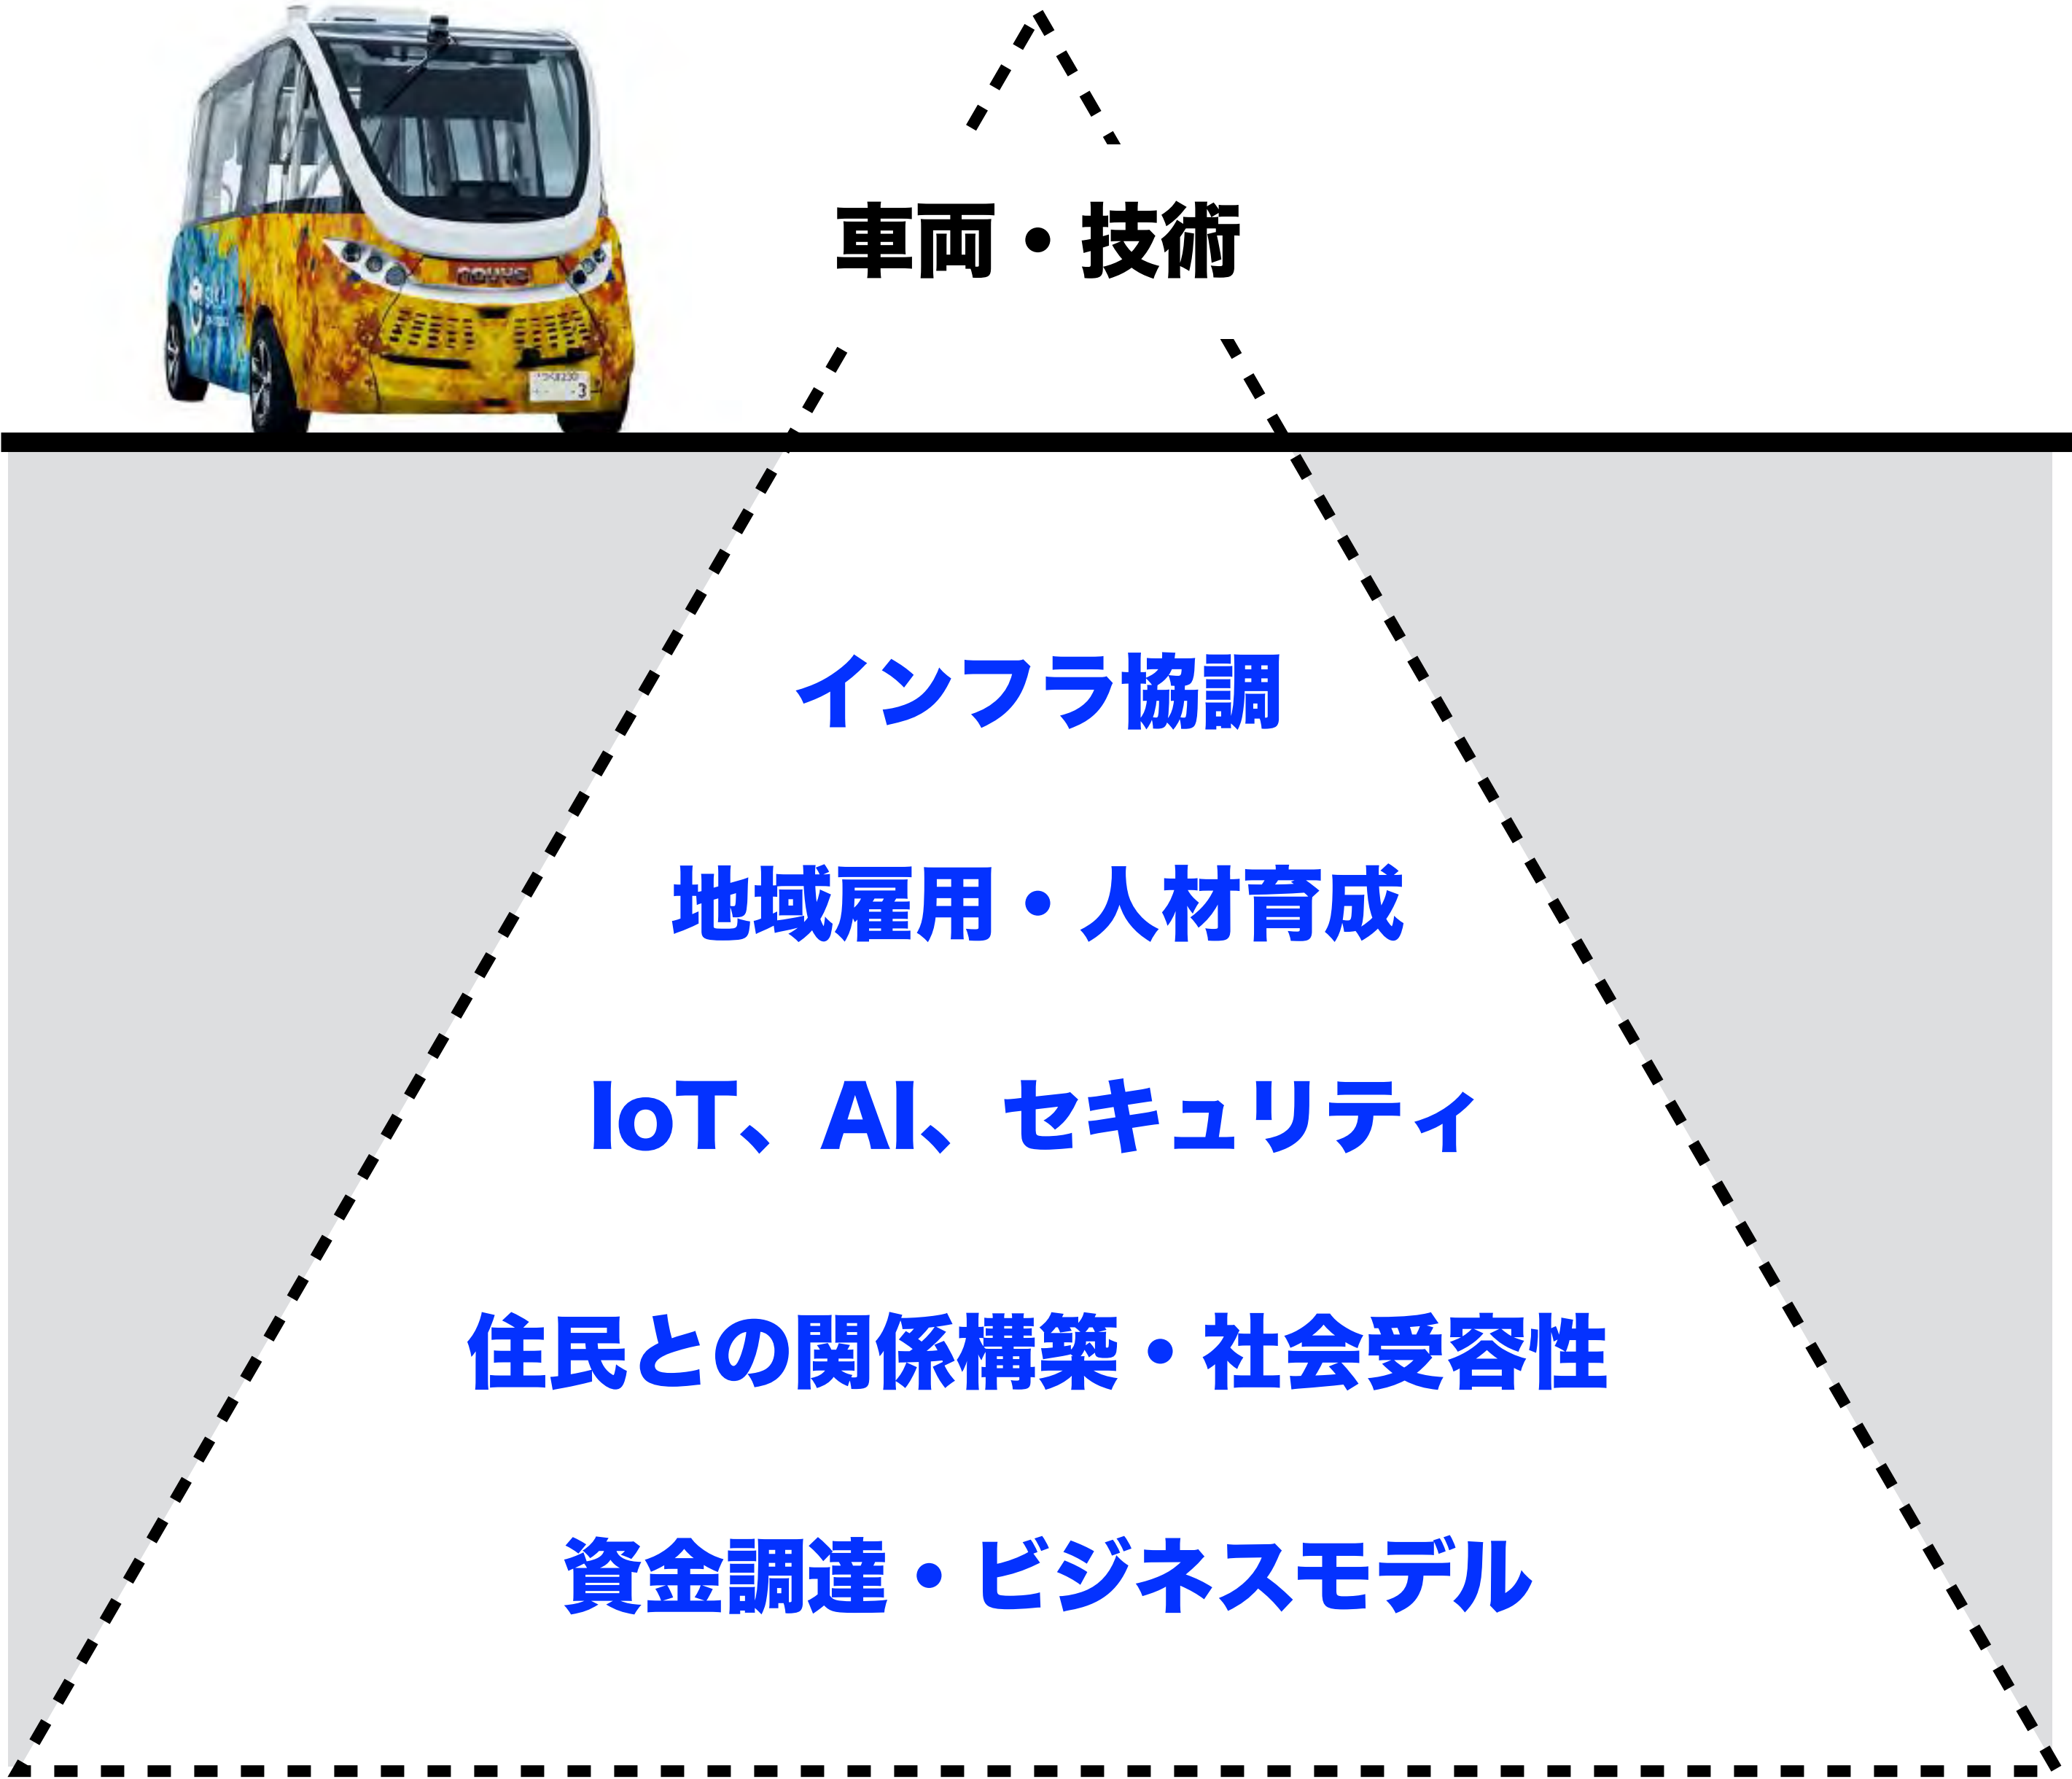 車両・技術
インフラ協調
地域雇用・人材育成
IoT、AI、セキュリティ
住民との関係構築・社会受容性
資金調達・ビジネスモデル